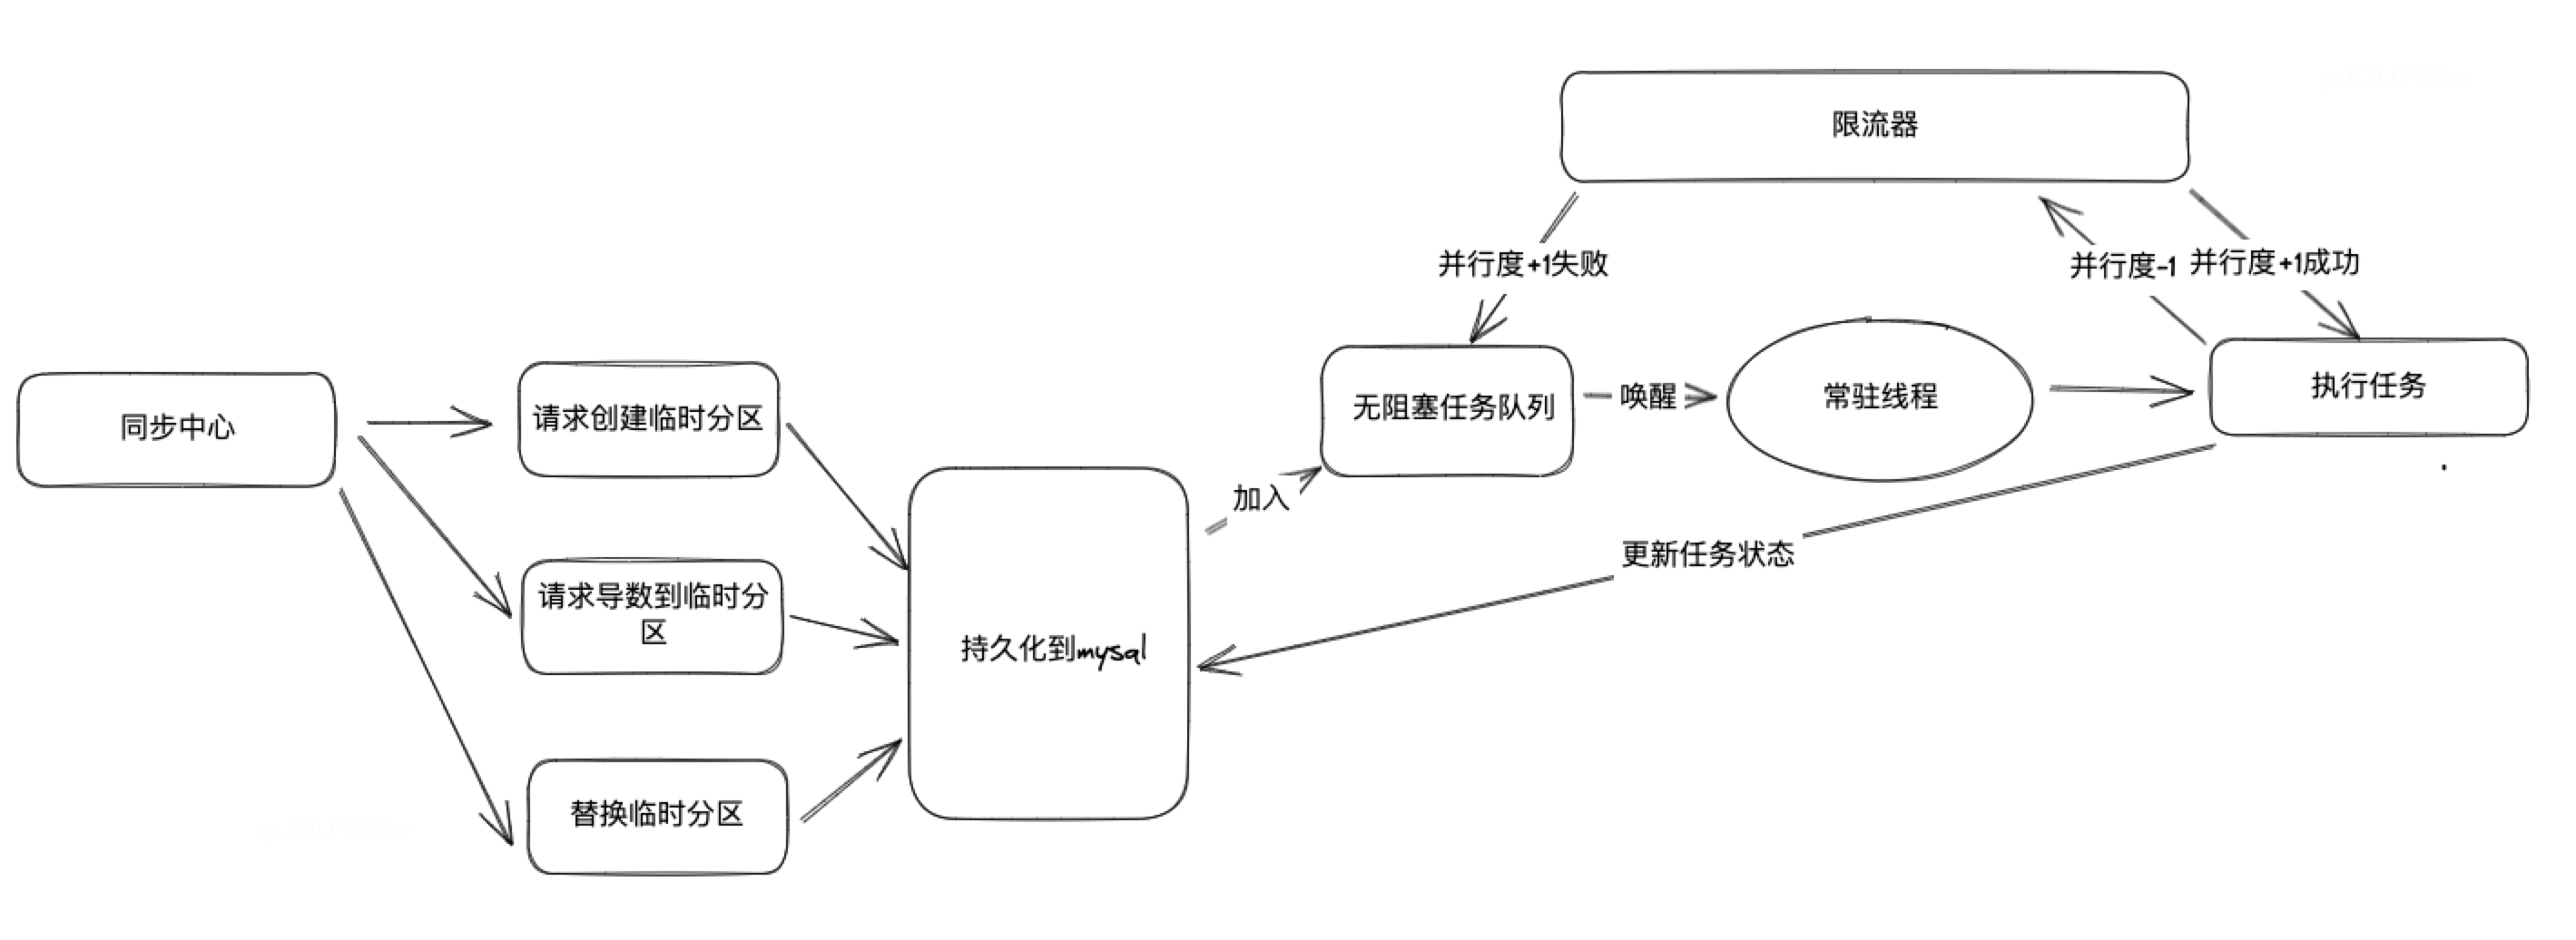 限流器
并行度+1失败
并行度-1
并行度+1成功
同步中心
请求创建临时分区
无阻塞任务队列
唤醒
常驻线程
执行任务
加入
更新任务状态
请求导数到临时分
区
持久化到mysql
替换临时分区